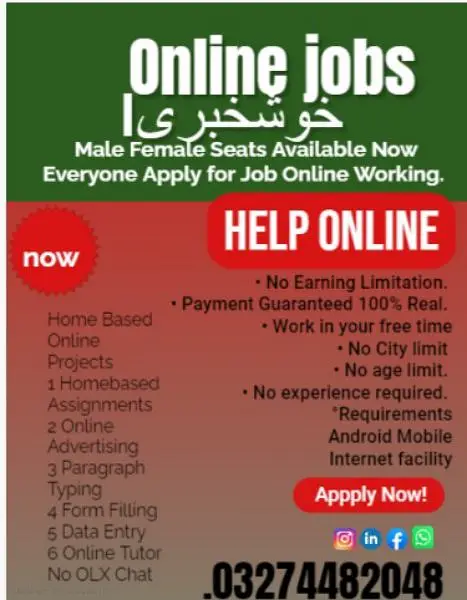 Online jobs
خوشخبری!
Male Female Seats Available Now
Everyone Apply for Job Online Working.
HELP ONLINE
now
• No Earning Limitation.
• Payment Guaranteed 100% Real.
• Work in your free time
• No City limit
• No age limit.
• No experience required.
°Requirements
Android Mobile
Internet facility
Appply Now!
Home Based
Online
Projects
1 Homebased
Assignments
2 Online
Advertising
3 Paragraph
Typing
4 Form Filling
5 Data Entry
6 Online Tutor
No OLX Chat
.03274482048